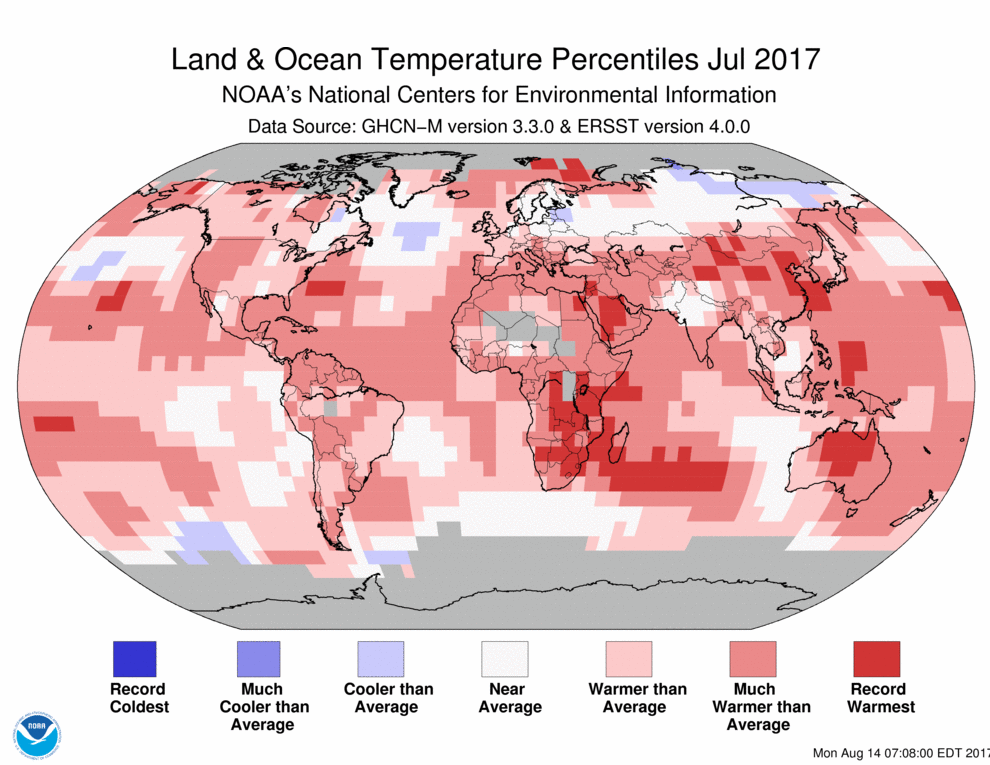 Land & Ocean Temperature Percentiles Jul 2017
NOAA's National Centers for Environmental Information
Data Source: GHCN−M version 3.3.0 & ERSST version 4.0.0
Record Coldest
Much Cooler than Average
Cooler than Average
Near Average
Warmer than Average
Much Warmer than Average
Record Warmest
NOAA
Mon Aug 14 07:08:00 EDT 2017